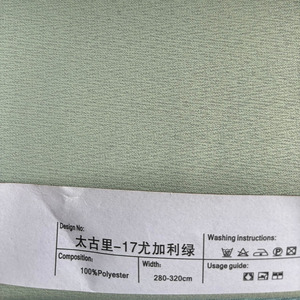 Design No:
太古里-17尤加利绿
Washing instructions:
Composition:
100%Polyester
Width:
280-320cm
Usage guide: